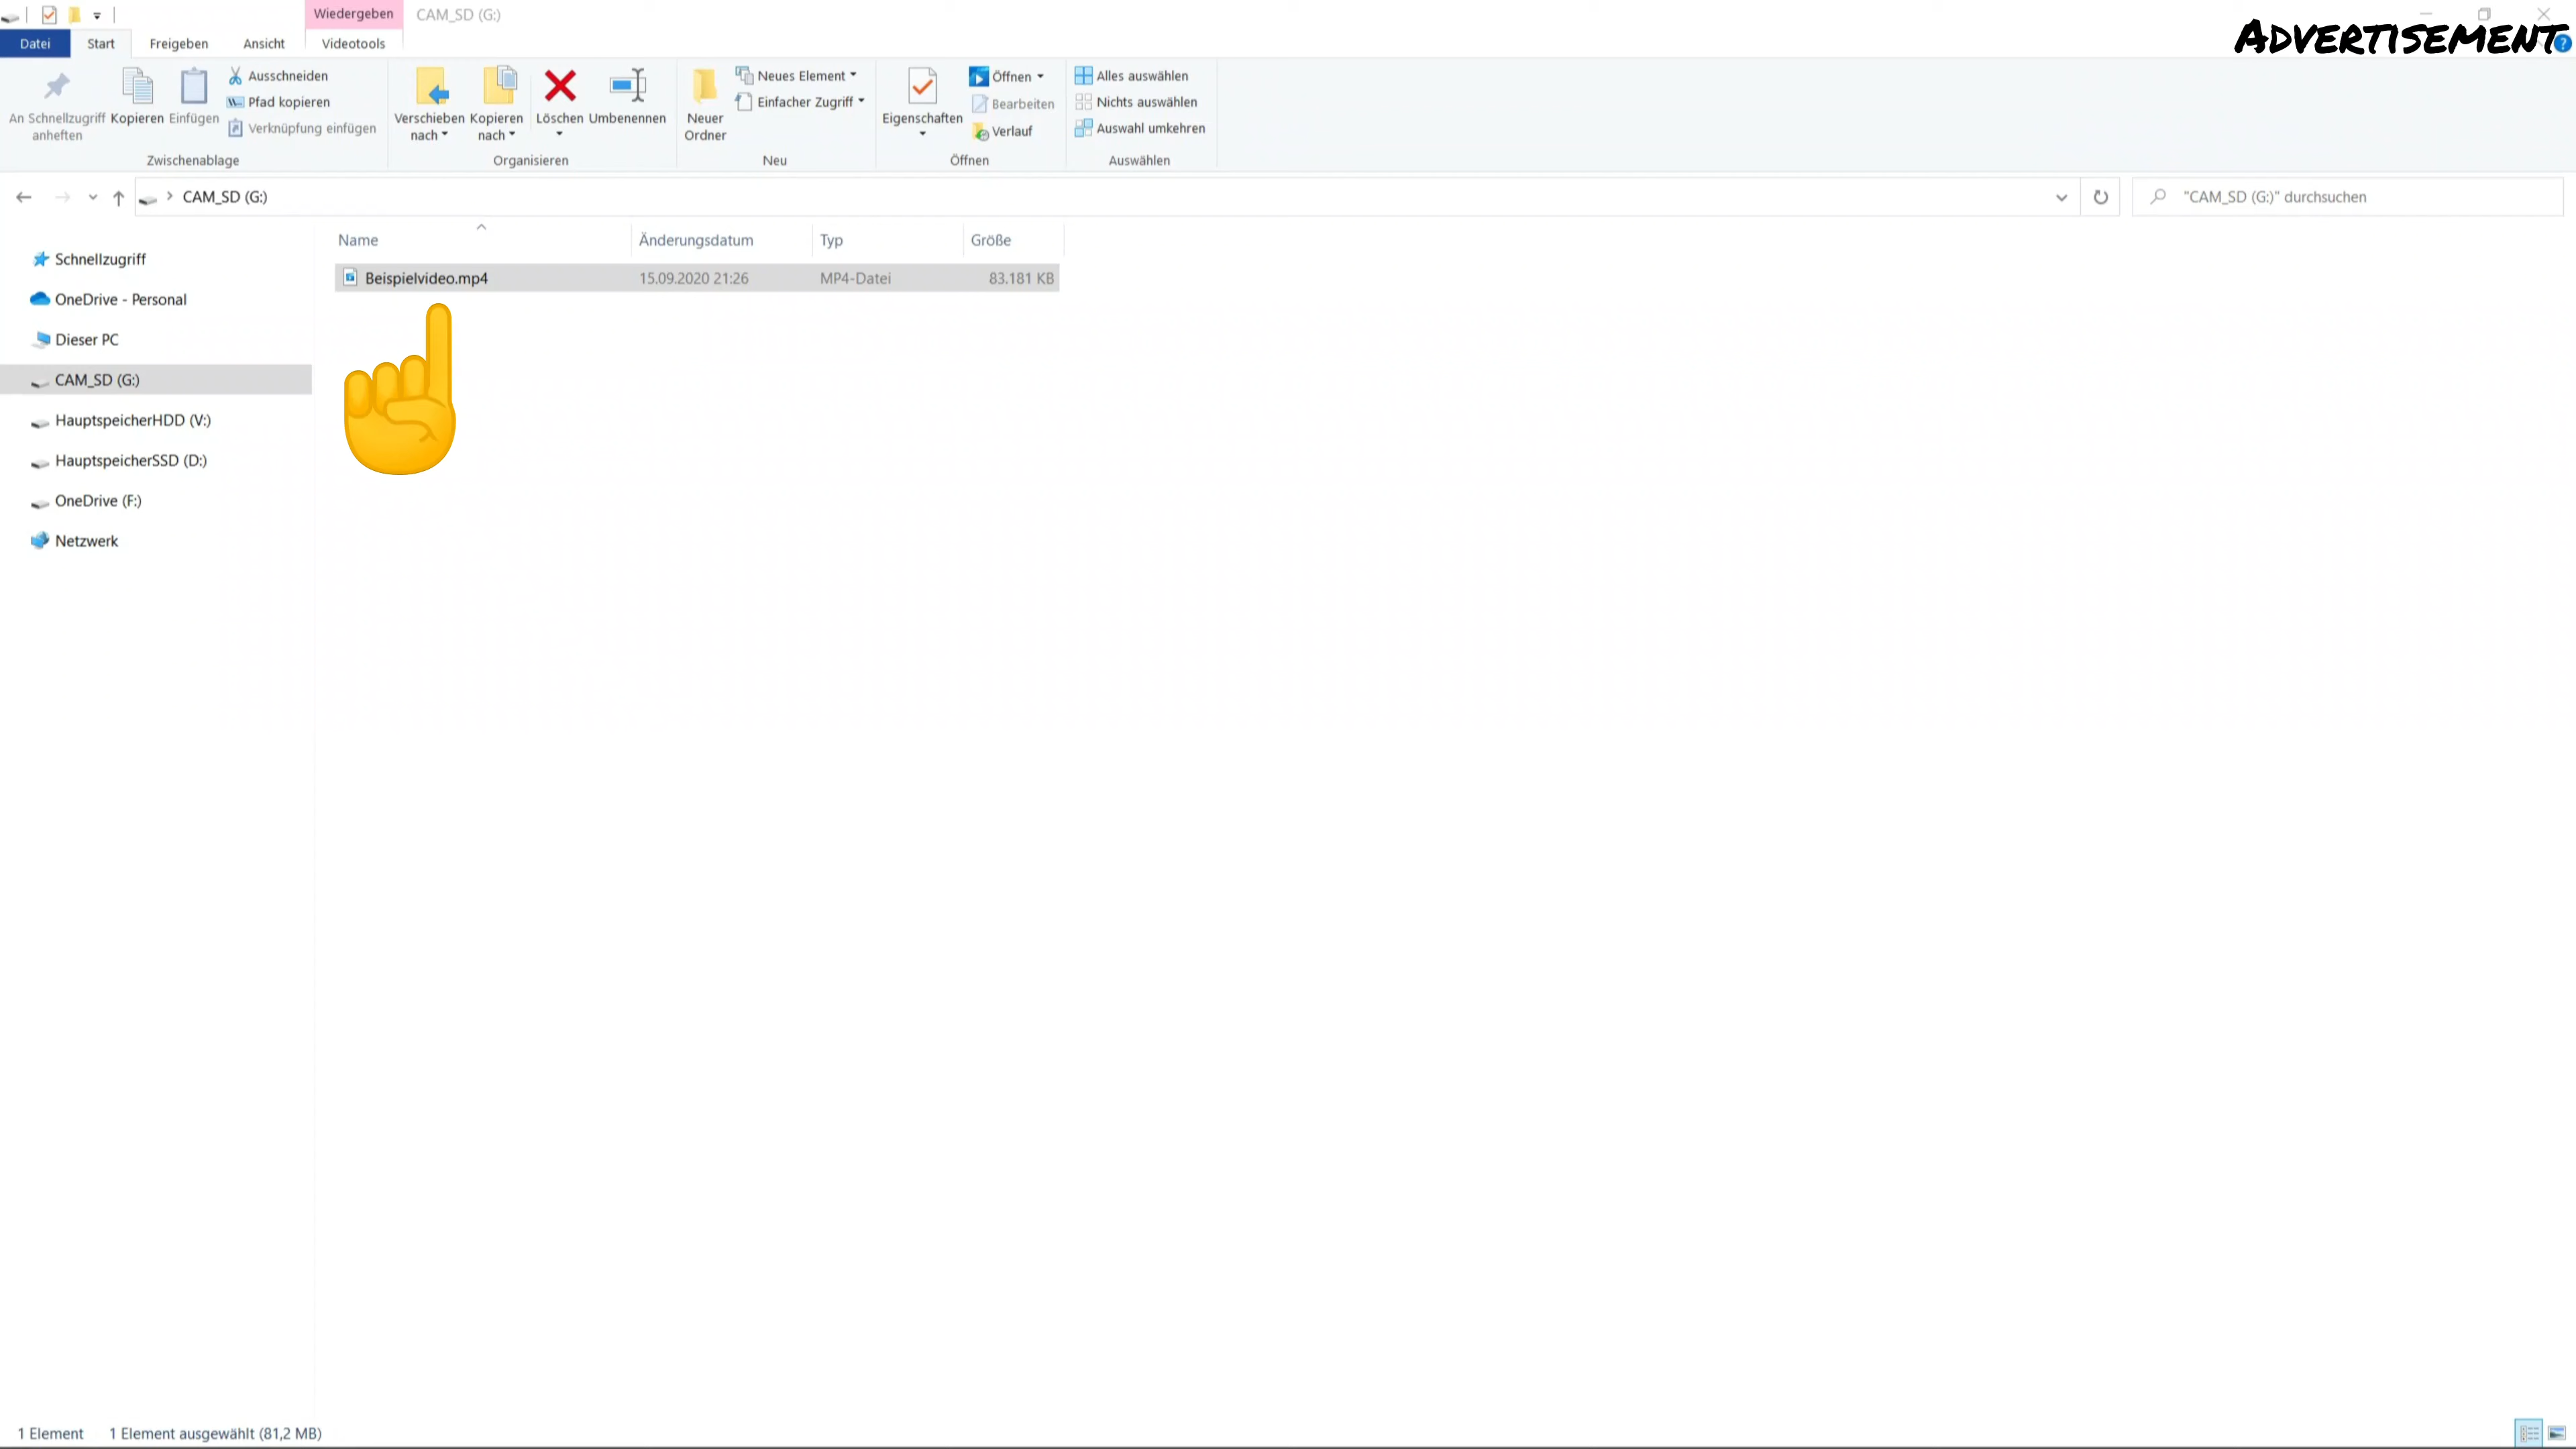 Wiedergeben
CAM_SD (G:)
Advertisement
Datei
Start
Freigeben
Ansicht
Videotools
An Schnellzugriff
anheften
Kopieren
Einfügen
Ausschneiden
Pfad kopieren
Verknüpfung einfügen
Zwischenablage
Verschieben
nach
Kopieren
nach
Löschen
Umbenennen
Organisieren
Neuer
Ordner
Neues Element
Einfacher Zugriff
Neu
Eigenschaften
Öffnen
Bearbeiten
Verlauf
Öffnen
Alles auswählen
Nichts auswählen
Auswahl umkehren
Auswählen
CAM_SD (G:)
"CAM_SD (G:)" durchsuchen
Schnellzugriff
OneDrive - Personal
Dieser PC
CAM_SD (G:)
HauptspeicherHDD (V:)
HauptspeicherSSD (D:)
OneDrive (F:)
Netzwerk
Name
Änderungsdatum
Typ
Größe
Beispielvideo.mp4
15.09.2020 21:26
MP4-Datei
83.181 KB
1 Element
1 Element ausgewählt (81,2 MB)